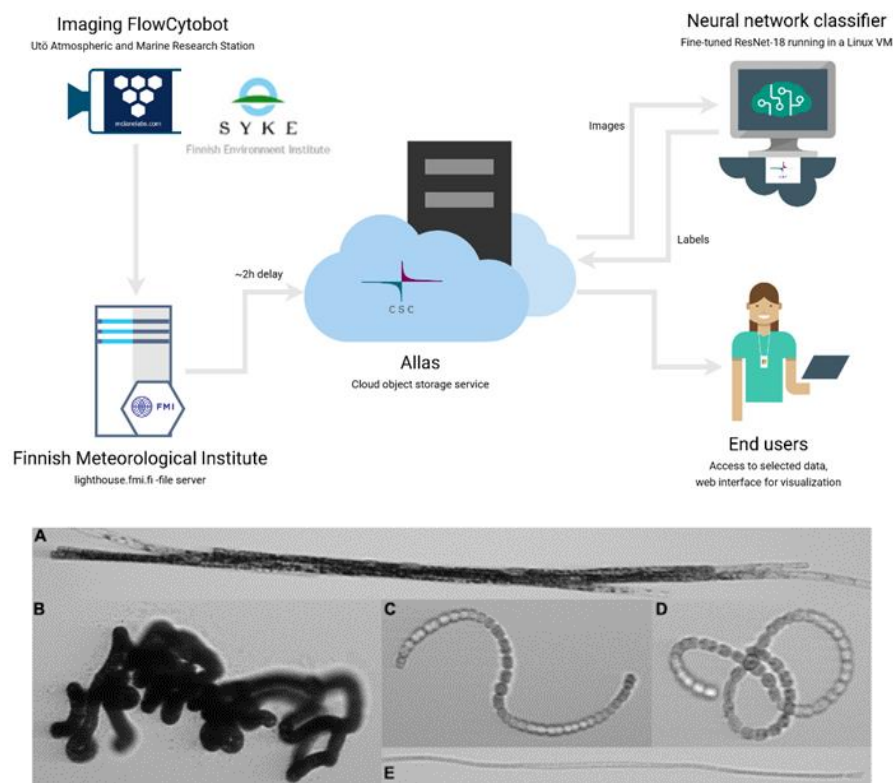 Imaging FlowCytobot
Utö Atmospheric and Marine Research Station
mclanelabs.com
SYKE
Finnish Environment Institute
Neural network classifier
Fine-tuned ResNet-18 running in a Linux VM
Images
Labels
~2h delay
CSC
Allas
Cloud object storage service
FMI
Finnish Meteorological Institute
lighthouse.fmi.fi -file server
End users
Access to selected data,
web interface for visualization
A
B
C
D
E